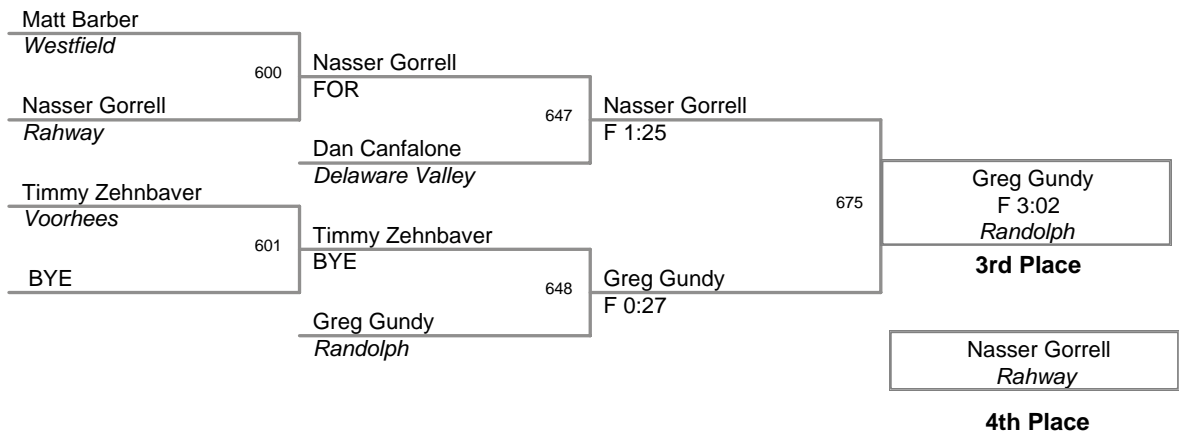 Matt Barber
Westfield
600
Nasser Gorrell
FOR
Nasser Gorrell
Rahway
647
Nasser Gorrell
F 1:25
Dan Canfalone
Delaware Valley
Timmy Zehnbaver
Voorhees
675
Greg Gundy
F 3:02
Randolph
3rd Place
601
Timmy Zehnbaver
BYE
BYE
648
Greg Gundy
F 0:27
Greg Gundy
Randolph
Nasser Gorrell
Rahway
4th Place